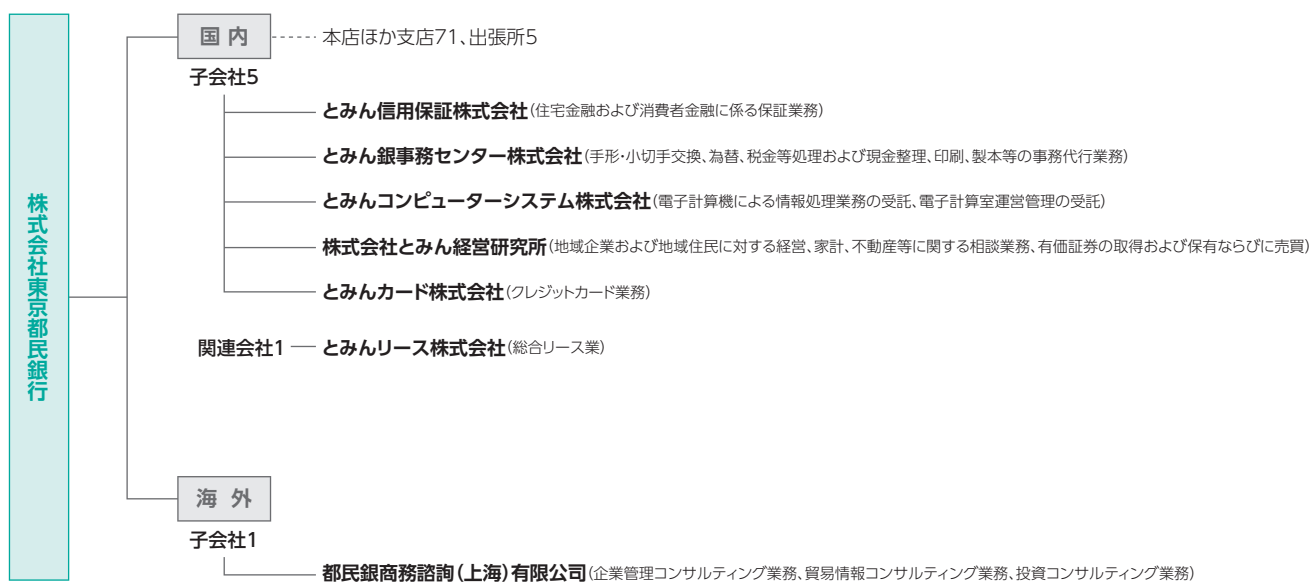 株式会社東京都民銀行
国内
本店ほか支店71、出張所5
子会社5
とみん信用保証株式会社(住宅金融および消費者金融に係る保証業務)
とみん銀事務センター株式会社(手形・小切手交換、為替、税金等処理および現金整理、印刷、製本等の事務代行業務)
とみんコンピューターシステム株式会社(電子計算機による情報処理業務の受託、電子計算室運営管理の受託)
株式会社とみん経営研究所(地域企業および地域住民に対する経営、家計、不動産等に関する相談業務、有価証券の取得および保有ならびに売買)
とみんカード株式会社(クレジットカード業務)
関連会社1 とみんリース株式会社(総合リース業)
海外
子会社1
都民銀商務諮詢(上海)有限公司(企業管理コンサルティング業務、貿易情報コンサルティング業務、投資コンサルティング業務)